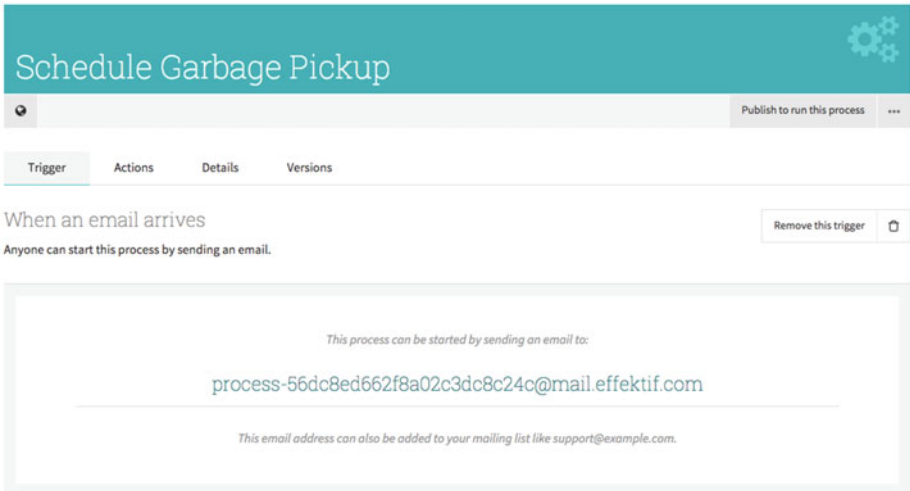 Schedule Garbage Pickup
Publish to run this process
Trigger Actions Details Versions
When an email arrives
Remove this trigger
Anyone can start this process by sending an email.
This process can be started by sending an email to:
process-56dc8ed662f8a02c3dc8c24c@mail.effektif.com
This email address can also be added to your mailing list like support@example.com.